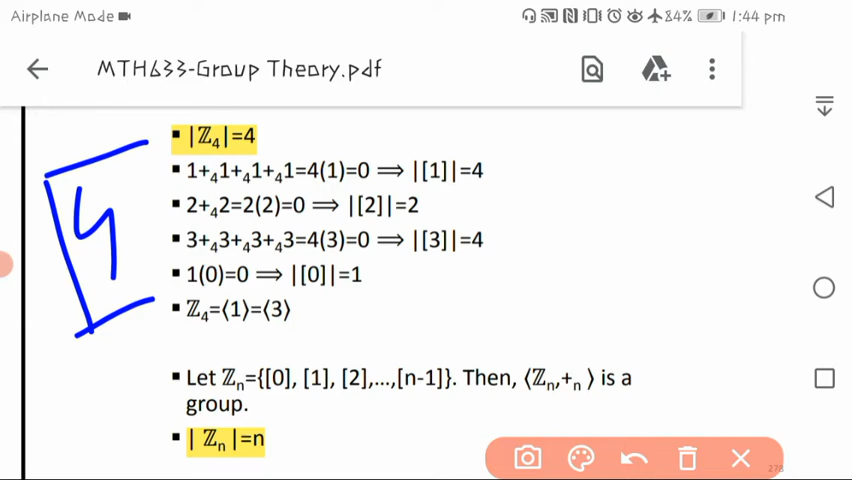 Airplane Mode 84% 1:44 pm
MTH633-Group Theory.pdf
▪ |ℤ₄|=4
▪ 1+₄1+₄1+₄1=4(1)=0 ⟹ |[1]|=4
▪ 2+₄2=2(2)=0 ⟹ |[2]|=2
▪ 3+₄3+₄3+₄3=4(3)=0 ⟹ |[3]|=4
▪ 1(0)=0 ⟹ |[0]|=1
▪ ℤ₄=⟨1⟩=⟨3⟩
4
▪ Let ℤₙ={[0], [1], [2],...,[n-1]}. Then, ⟨ℤₙ,+ₙ ⟩ is a
group.
▪ | ℤₙ |=n
278